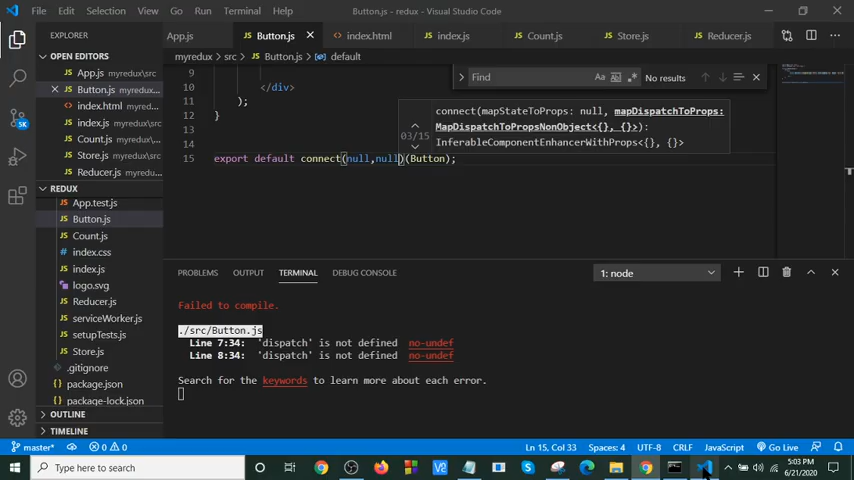 File Edit Selection View Go Run Terminal Help Button.js - redux - Visual Studio Code
EXPLORER
App.js JS Button.js × JS index.html JS index.js JS Count.js JS Store.js JS Reducer.js
OPEN EDITORS
JS App.js myredux\src
× JS Button.js myredux...
index.html myredux...
JS index.js myredux\src
JS Count.js myredux...
JS Store.js myredux\src
JS Reducer.js myredux...
REDUX
App.test.js
JS Button.js
JS Count.js
index.css
JS index.js
logo.svg
JS Reducer.js
JS serviceWorker.js
JS setupTests.js
JS Store.js
.gitignore
package.json
package-lock.json
OUTLINE
TIMELINE
myredux > src > JS Button.js > default
Find Aa No results
9
10 </div>
11 );
12 }
13
14
15 export default connect(null,null)(Button);
03/15
connect(mapStateToProps: null, mapDispatchToProps:
MapDispatchToPropsNonObject<{}, {}>):
InferableComponentEnhancerWithProps<{}, {}>
PROBLEMS OUTPUT TERMINAL DEBUG CONSOLE 1: node
Failed to compile.
./src/Button.js
Line 7:34: 'dispatch' is not defined no-undef
Line 8:34: 'dispatch' is not defined no-undef
Search for the keywords to learn more about each error.
5K
master* 0 0 Ln 15, Col 33 Spaces: 4 UTF-8 CRLF JavaScript Go Live
Type here to search
5:03 PM
6/21/2020